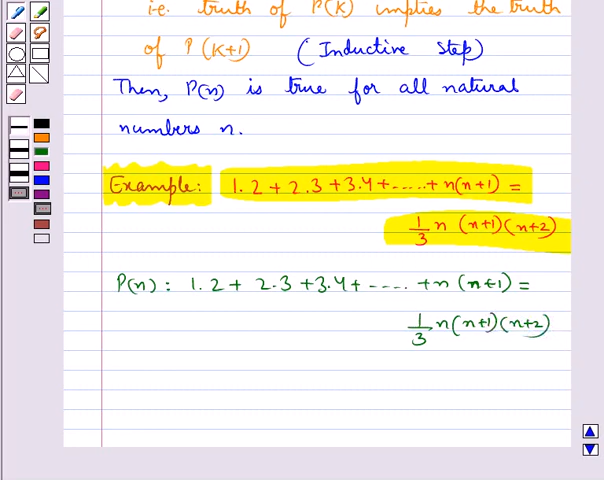 i.e. truth of P(K) implies the truth
of P(K+1) (Inductive Step)
Then, P(n) is true for all natural
numbers n.
Example: 1.2 + 2.3 + 3.4 + ..... + n(n+1) =
1/3 n (n+1)(n+2)
P(n) : 1.2 + 2.3 + 3.4 + ..... + n (n+1) =
1/3 n(n+1)(n+2)